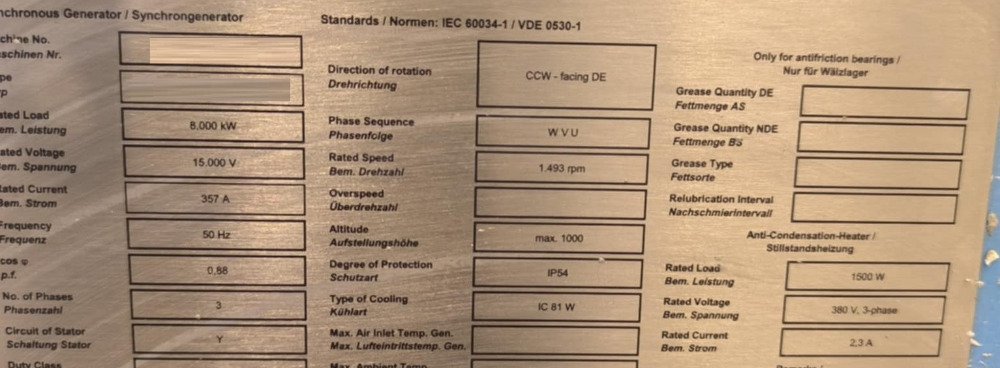 nchronous Generator / Synchrongenerator
Standards / Normen: IEC 60034-1 / VDE 0530-1
chine No.
schinen Nr.
pe
p
ated Load
em. Leistung
8.000 kW
ated Voltage
em. Spannung
15.000 V
ated Current
Bem. Strom
357 A
Frequency
Frequenz
50 Hz
cos φ
p.f.
0,88
No. of Phases
Phasenzahl
3
Circuit of Stator
Schaltung Stator
Y
Duty Class
Direction of rotation
Drehrichtung
CCW - facing DE
Phase Sequence
Phasenfolge
W V U
Rated Speed
Bem. Drehzahl
1.493 rpm
Overspeed
Überdrehzahl
Altitude
Aufstellungshöhe
max. 1000
Degree of Protection
Schutzart
IP54
Type of Cooling
Kühlart
IC 81 W
Max. Air Inlet Temp. Gen.
Max. Lufteintrittstemp. Gen.
Max. Ambient Temp.
Only for antifriction bearings /
Nur für Wälzlager
Grease Quantity DE
Fettmenge AS
Grease Quantity NDE
Fettmenge BS
Grease Type
Fettsorte
Relubrication Interval
Nachschmierintervall
Anti-Condensation-Heater /
Stillstandsheizung
Rated Load
Bem. Leistung
1500 W
Rated Voltage
Bem. Spannung
380 V, 3-phase
Rated Current
Bem. Strom
2,3 A
Remarks /